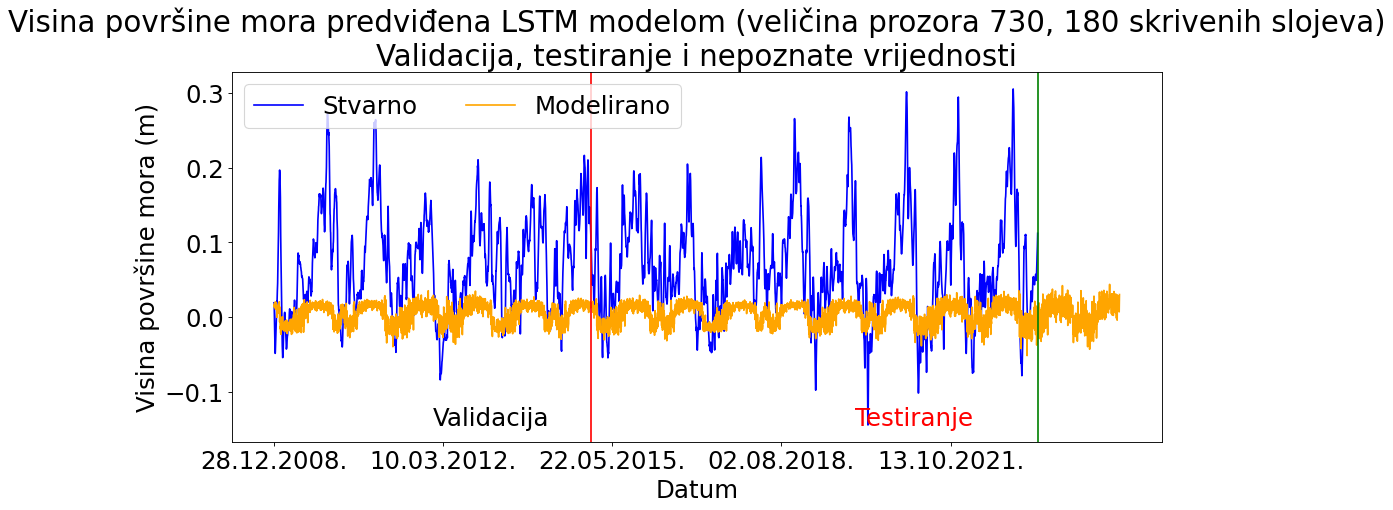 Visina površine mora predviđena LSTM modelom (veličina prozora 730, 180 skrivenih slojeva)
Validacija, testiranje i nepoznate vrijednosti
Stvarno Modelirano
Visina površine mora (m)
0.3
0.2
0.1
0.0
−0.1
Validacija Testiranje
28.12.2008. 10.03.2012. 22.05.2015. 02.08.2018. 13.10.2021.
Datum